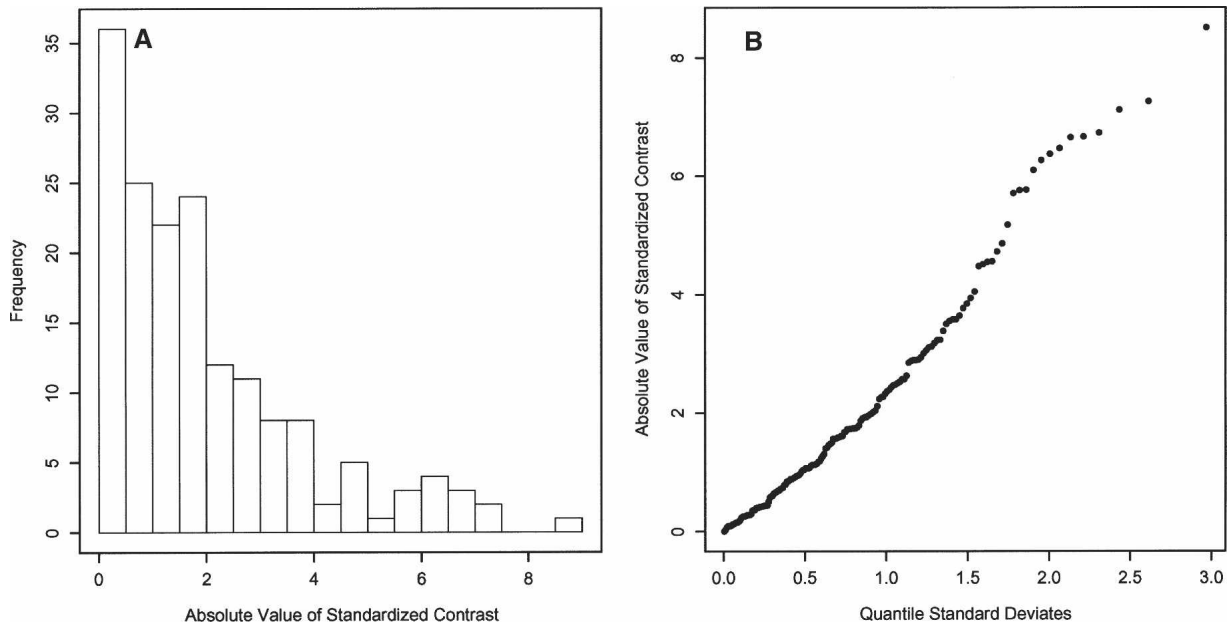 A
Frequency
35
30
25
20
15
10
5
0
0 2 4 6 8
Absolute Value of Standardized Contrast
B
Absolute Value of Standardized Contrast
8
6
4
2
0
0.0 0.5 1.0 1.5 2.0 2.5 3.0
Quantile Standard Deviates